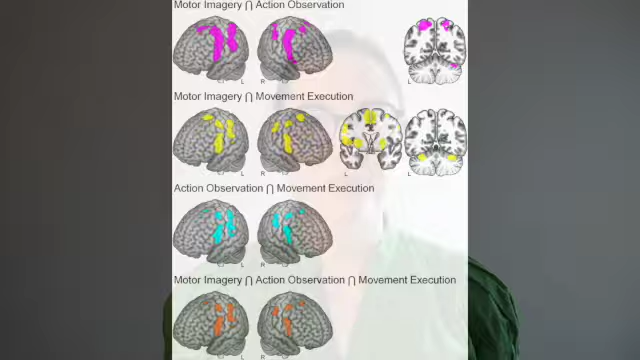 Motor Imagery ⋂ Action Observation
L R L
Motor Imagery ⋂ Movement Execution
L R L L
Action Observation ⋂ Movement Execution
L R
Motor Imagery ⋂ Action Observation ⋂ Movement Execution
L R